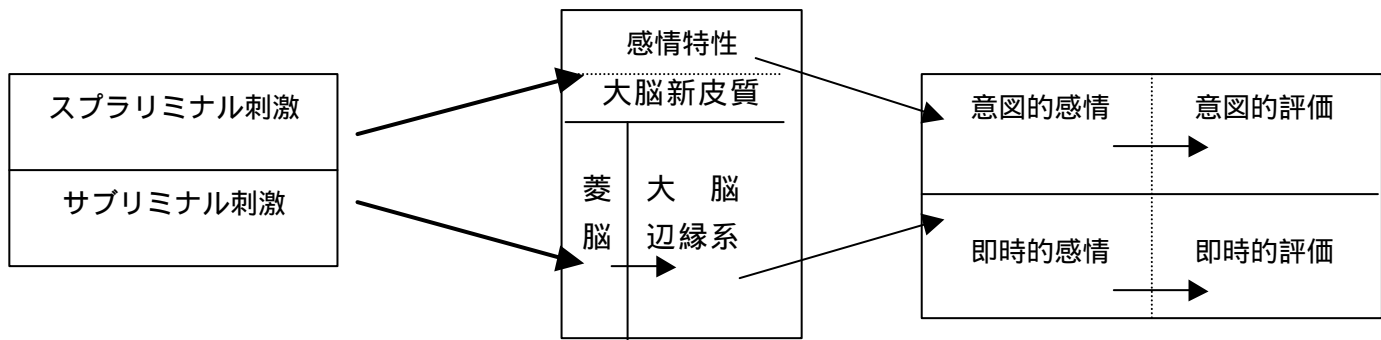 スプラリミナル刺激
サブリミナル刺激
感情特性
大脳新皮質
菱脳
大 脳
辺縁系
意図的感情
意図的評価
即時的感情
即時的評価